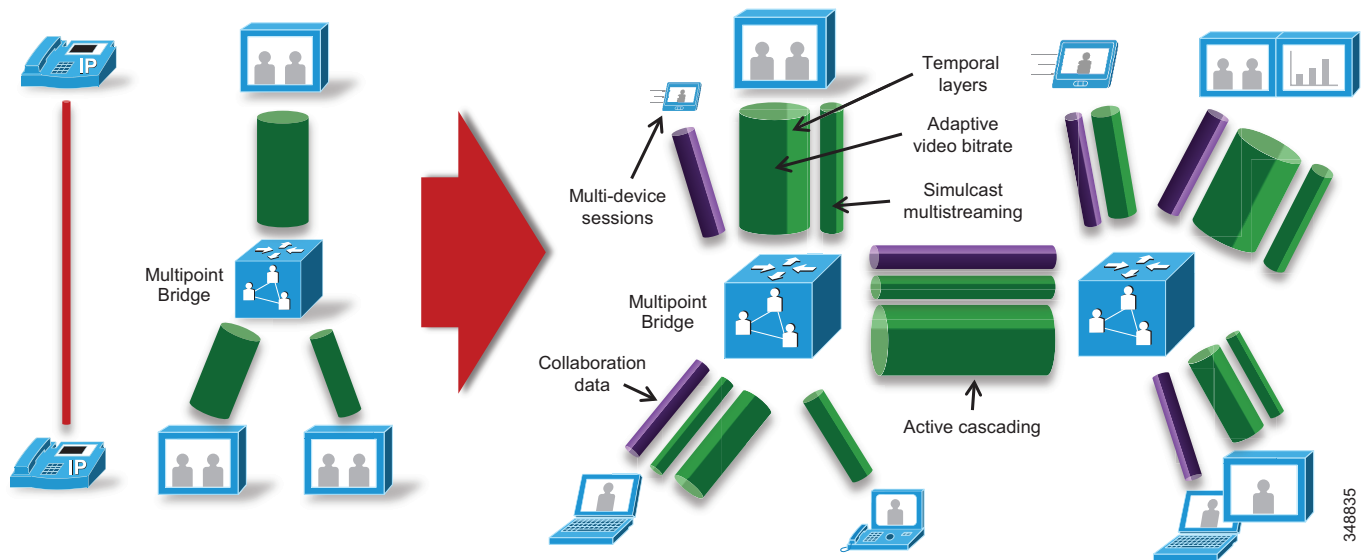 IP
Multipoint
Bridge
IP
Temporal
layers
Adaptive
video bitrate
Multi-device
sessions
Simulcast
multistreaming
Multipoint
Bridge
Collaboration
data
Active cascading
348835